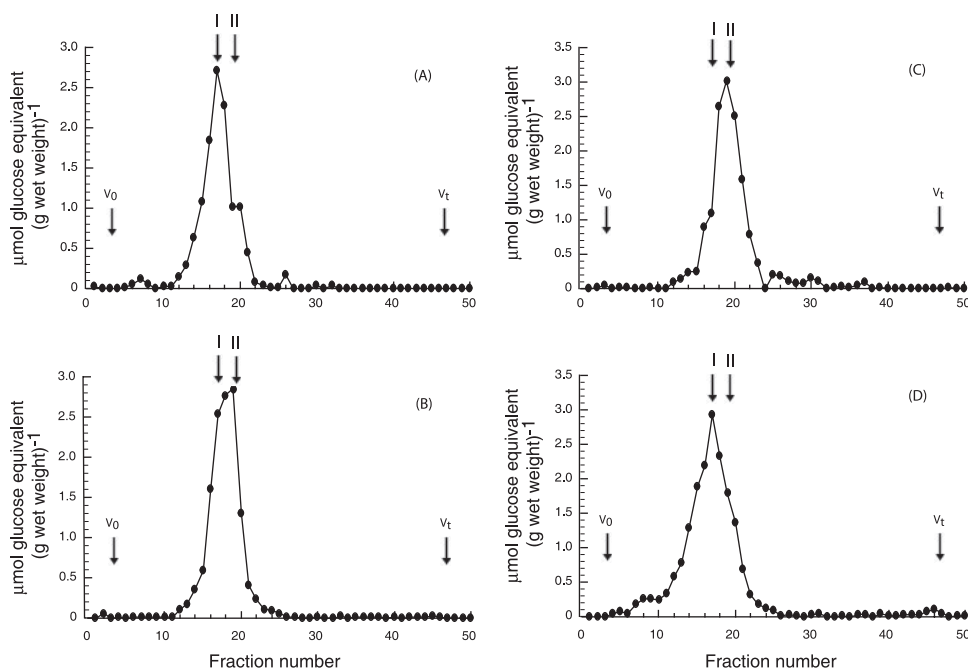 I II
3.0
2.5
2.0
1.5
1.0
0.5
0
(A)
V0
Vt
0 10 20 30 40 50
μmol glucose equivalent
(g wet weight)-1
I II
3.0
2.5
2.0
1.5
1.0
0.5
0
(B)
V0
Vt
0 10 20 30 40 50
μmol glucose equivalent
(g wet weight)-1
Fraction number
I II
3.5
3.0
2.5
2.0
1.5
1.0
0.5
0
(C)
V0
Vt
0 10 20 30 40 50
μmol glucose equivalent
(g wet weight)-1
I II
3.5
3.0
2.5
2.0
1.5
1.0
0.5
0
(D)
V0
Vt
0 10 20 30 40 50
μmol glucose equivalent
(g wet weight)-1
Fraction number